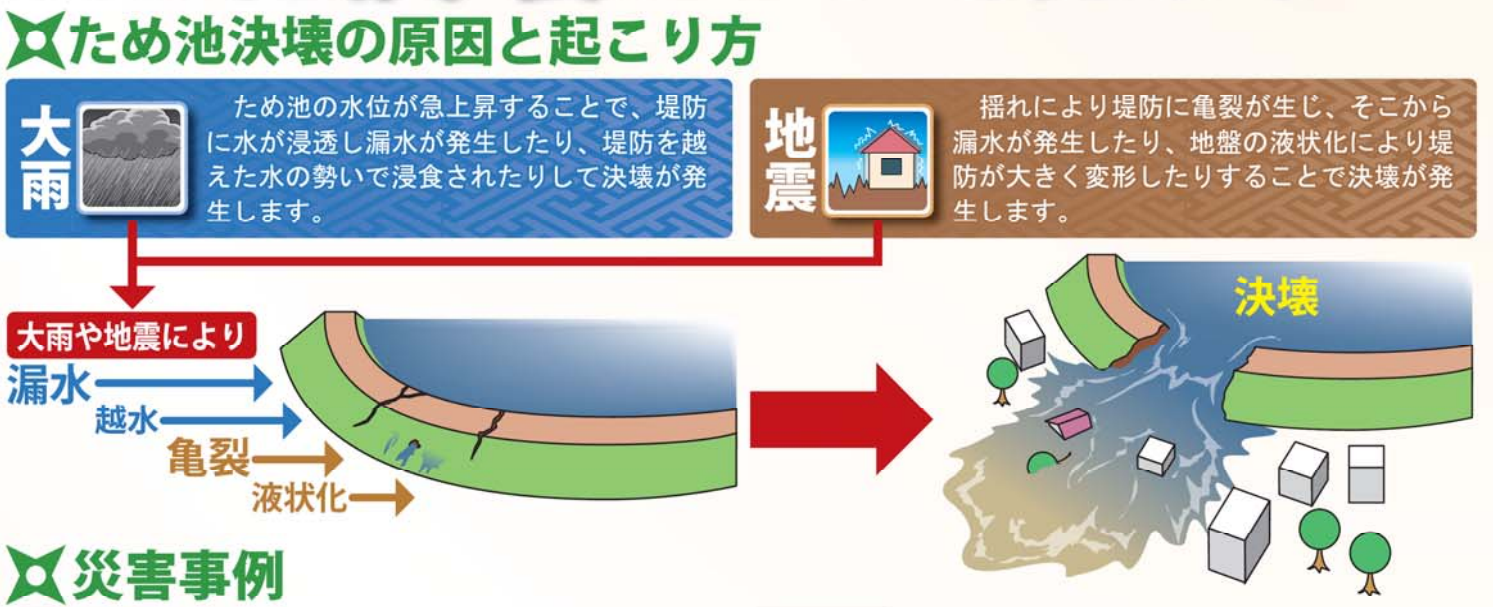 ため池決壊の原因と起こり方
大雨
ため池の水位が急上昇することで、堤防
に水が浸透し漏水が発生したり、堤防を越
えた水の勢いで浸食されたりして決壊が発
生します。
地震
揺れにより堤防に亀裂が生じ、そこから
漏水が発生したり、地盤の液状化により堤
防が大きく変形したりすることで決壊が発
生します。
大雨や地震により
漏水
越水
亀裂
液状化
決壊
災害事例